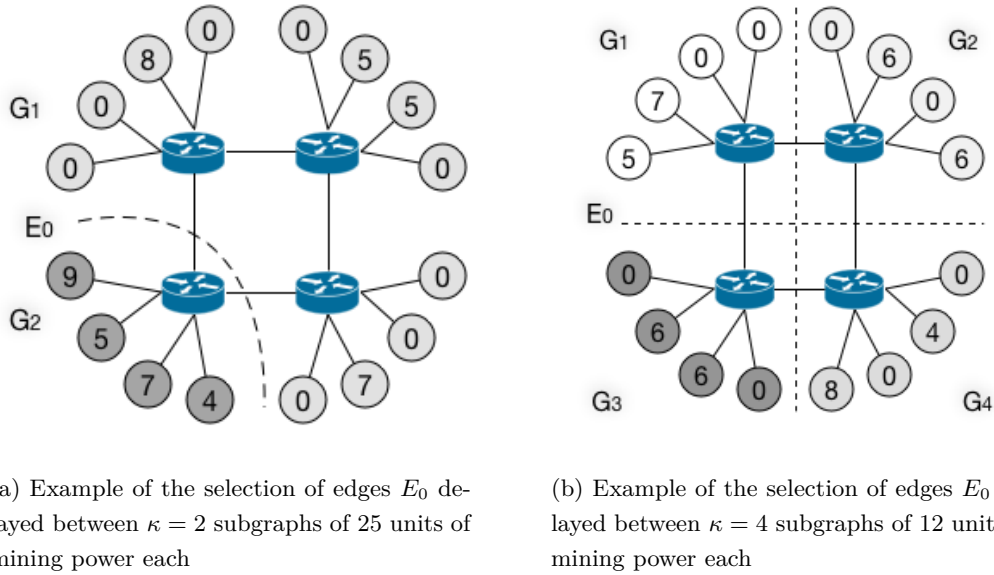 0 0
8 5
G1 0 5
0 0
E0
9 0
G2 5 0
7 4 0 7
0 0
G1 0 6 G2
7 0
5 6
E0
0 0
6 4
6 0 8 0
G3 G4
a) Example of the selection of edges E0 de-
ayed between κ = 2 subgraphs of 25 units of
mining power each
(b) Example of the selection of edges E0
layed between κ = 4 subgraphs of 12 unit
mining power each